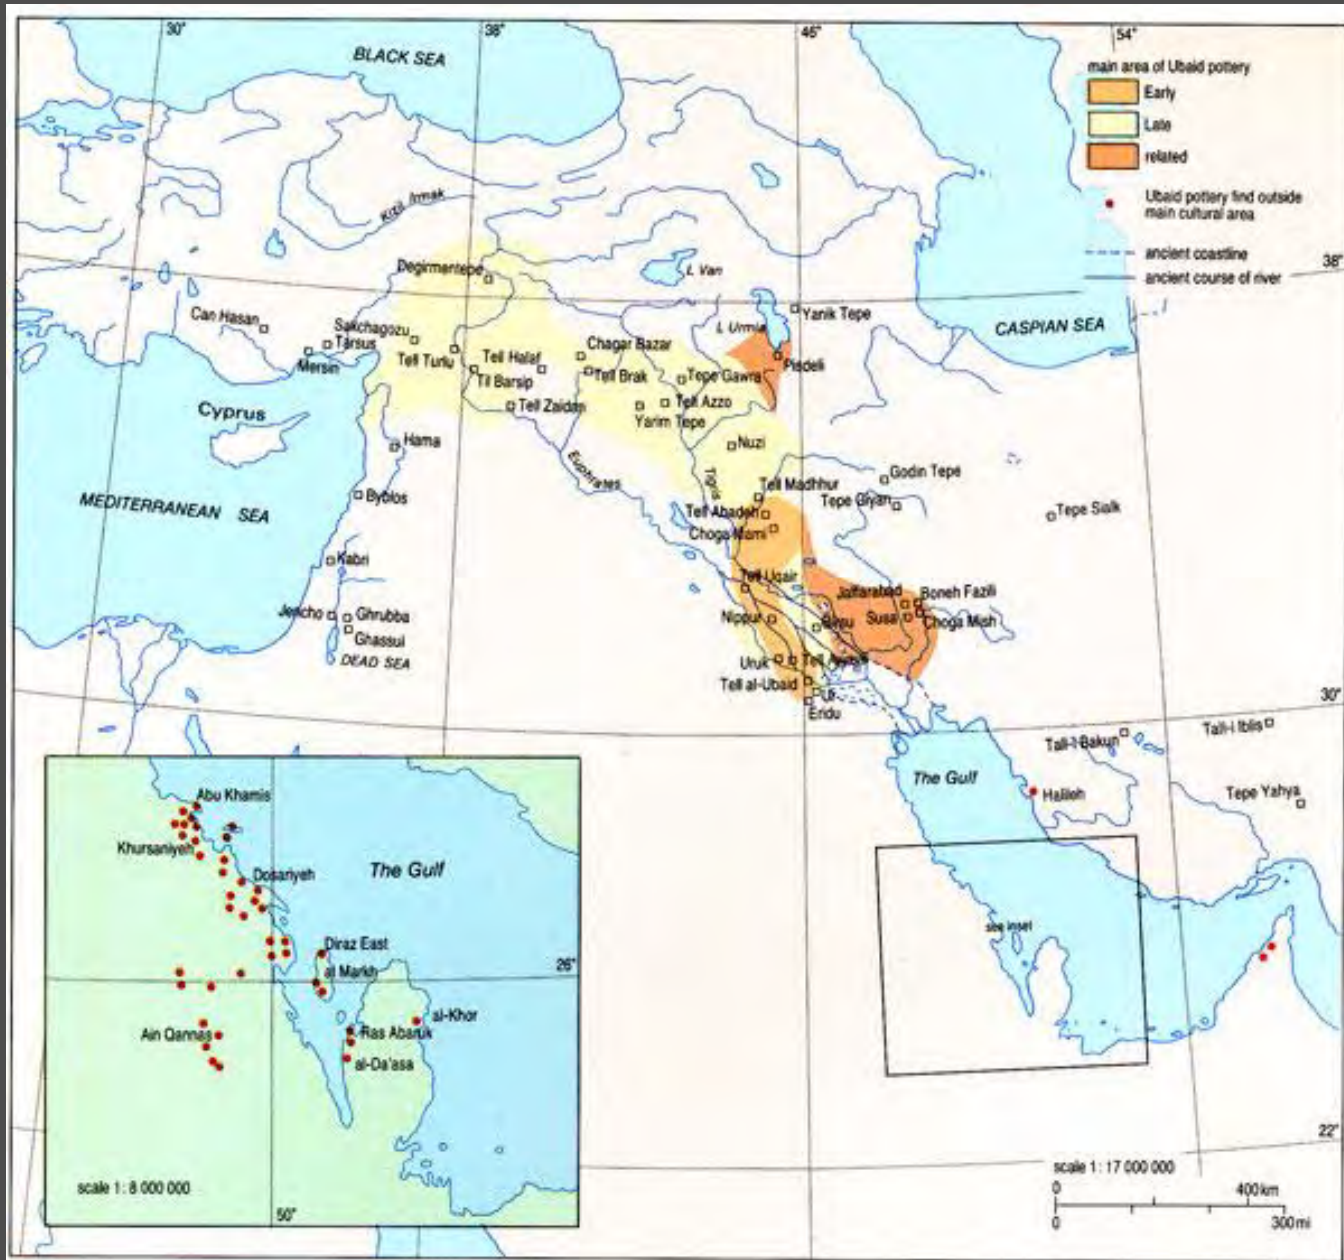 30°
38°
46°
54°
BLACK SEA
main area of Ubaid pottery
Early
Late
related
Ubaid pottery find outside
main cultural area
ancient coastline
ancient course of river
38°
Kizil Irmak
Degirmentepe
L Van
L Urmia
Yanik Tepe
CASPIAN SEA
Can Hasan
Sakchagozu
Tarsus
Mersin
Tell Turlu
Tell Halaf
Til Barsip
Chagar Bazar
Tell Brak
Tepe Gawra
Pisdeli
Tell Zaidan
Tell Azzo
Yarim Tepe
Cyprus
Hama
Nuzi
Euphrates
Tigris
Godin Tepe
Tell Madhhur
Tepe Giyan
Byblos
MEDITERRANEAN SEA
Tell Abadeh
Choga Mami
Tepe Sialk
Kabri
Tell Uqair
Jaffarabad
Boneh Fazili
Jericho
Ghrubba
Ghassul
DEAD SEA
Nippur
Girsu
Susa
Choga Mish
Uruk
Tell al-Ubaid
Ur
Eridu
30°
Tall-i-Bakun
Tall-i Iblis
The Gulf
Halileh
Tepe Yahya
see inset
Abu Khamis
Khursaniyeh
Dosariyeh
The Gulf
Diraz East
al Markh
26°
al-Khor
Ain Qannas
Ras Abaruk
al-Da'asa
scale 1: 8 000 000
50°
22°
scale 1: 17 000 000
0
400 km
0
300 mi